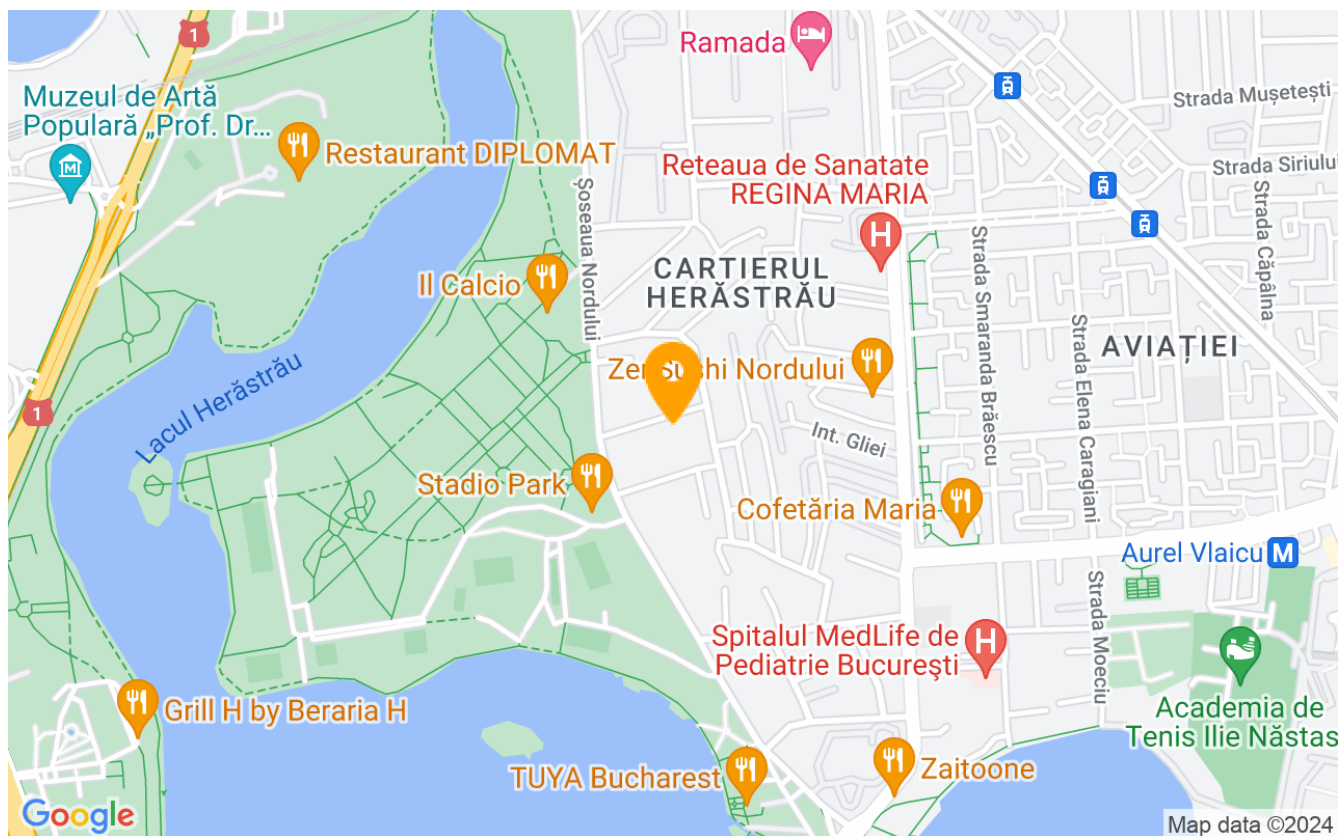 Ramada
1
Muzeul de Artă
Populară „Prof. Dr...
Restaurant DIPLOMAT
Strada Mușetești
Strada Siriului
Reteaua de Sanatate
REGINA MARIA
H
Șoseaua Nordului
Strada Căpâlna
Strada Smaranda Brăescu
CARTIERUL
HERĂSTRĂU
Il Calcio
Strada Elena Caragiani
AVIAȚIEI
Nordului
Lacul Herăstrău
1
Int. Gliei
Stadio Park
Cofetăria Maria
Aurel Vlaicu M
Strada Moeciu
Spitalul MedLife de
Pediatrie Bucureşti
H
Grill H by Beraria H
Academia de
Tenis Ilie Năstas
TUYA Bucharest
Zaitoone
Google
Map data ©2024